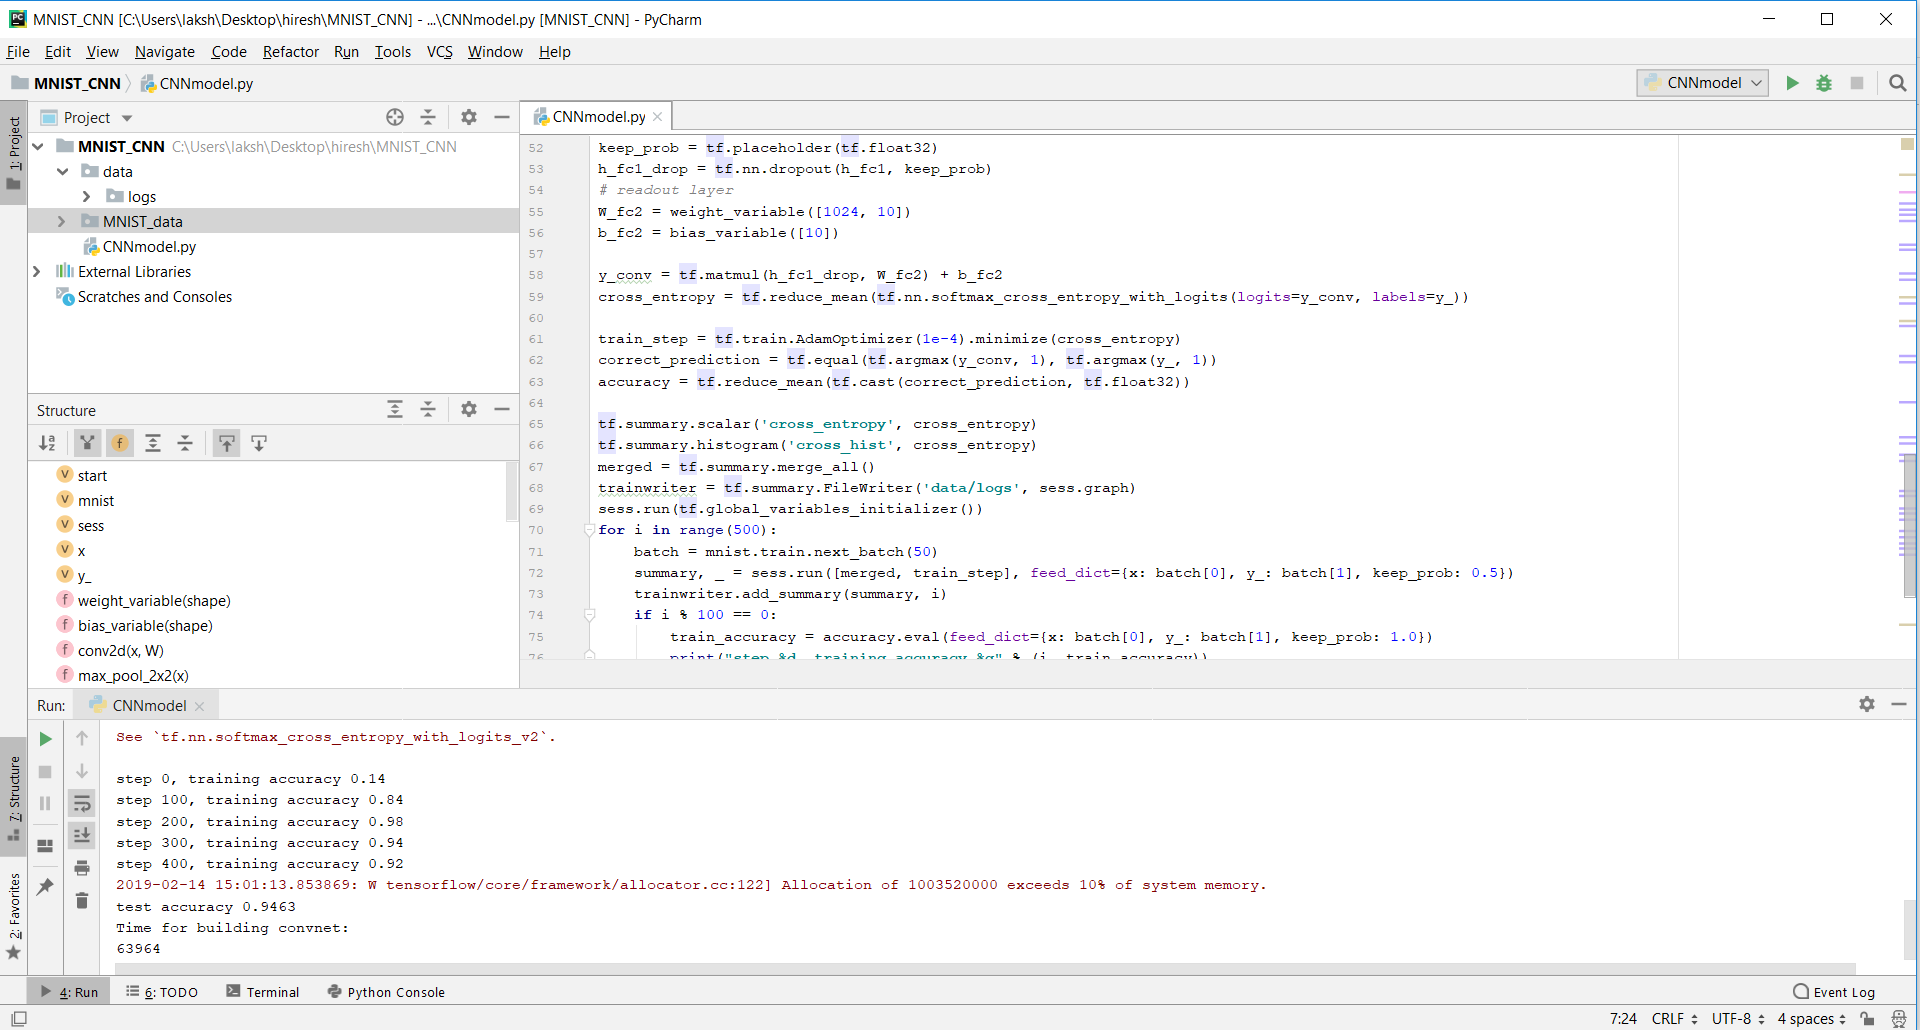 MNIST_CNN [C:\Users\laksh\Desktop\hiresh\MNIST_CNN] - ...\CNNmodel.py [MNIST_CNN] - PyCharm
File Edit View Navigate Code Refactor Run Tools VCS Window Help
MNIST_CNN CNNmodel.py
CNNmodel
1: Project
Project
MNIST_CNN C:\Users\laksh\Desktop\hiresh\MNIST_CNN
data
logs
MNIST_data
CNNmodel.py
External Libraries
Scratches and Consoles
Structure
start
mnist
sess
x
y_
weight_variable(shape)
bias_variable(shape)
conv2d(x, W)
max_pool_2x2(x)
CNNmodel.py
52 keep_prob = tf.placeholder(tf.float32)
53 h_fc1_drop = tf.nn.dropout(h_fc1, keep_prob)
54 # readout layer
55 W_fc2 = weight_variable([1024, 10])
56 b_fc2 = bias_variable([10])
57
58 y_conv = tf.matmul(h_fc1_drop, W_fc2) + b_fc2
59 cross_entropy = tf.reduce_mean(tf.nn.softmax_cross_entropy_with_logits(logits=y_conv, labels=y_))
60
61 train_step = tf.train.AdamOptimizer(1e-4).minimize(cross_entropy)
62 correct_prediction = tf.equal(tf.argmax(y_conv, 1), tf.argmax(y_, 1))
63 accuracy = tf.reduce_mean(tf.cast(correct_prediction, tf.float32))
64
65 tf.summary.scalar('cross_entropy', cross_entropy)
66 tf.summary.histogram('cross_hist', cross_entropy)
67 merged = tf.summary.merge_all()
68 trainwriter = tf.summary.FileWriter('data/logs', sess.graph)
69 sess.run(tf.global_variables_initializer())
70 for i in range(500):
71 batch = mnist.train.next_batch(50)
72 summary, _ = sess.run([merged, train_step], feed_dict={x: batch[0], y_: batch[1], keep_prob: 0.5})
73 trainwriter.add_summary(summary, i)
74 if i % 100 == 0:
75 train_accuracy = accuracy.eval(feed_dict={x: batch[0], y_: batch[1], keep_prob: 1.0})
76 print("step %d, training accuracy %g" % (i, train_accuracy))
Run: CNNmodel
See `tf.nn.softmax_cross_entropy_with_logits_v2`.
step 0, training accuracy 0.14
step 100, training accuracy 0.84
step 200, training accuracy 0.98
step 300, training accuracy 0.94
step 400, training accuracy 0.92
2019-02-14 15:01:13.853869: W tensorflow/core/framework/allocator.cc:122] Allocation of 1003520000 exceeds 10% of system memory.
test accuracy 0.9463
Time for building convnet:
63964
7: Structure
2: Favorites
4: Run 6: TODO Terminal Python Console Event Log
7:24 CRLF UTF-8 4 spaces